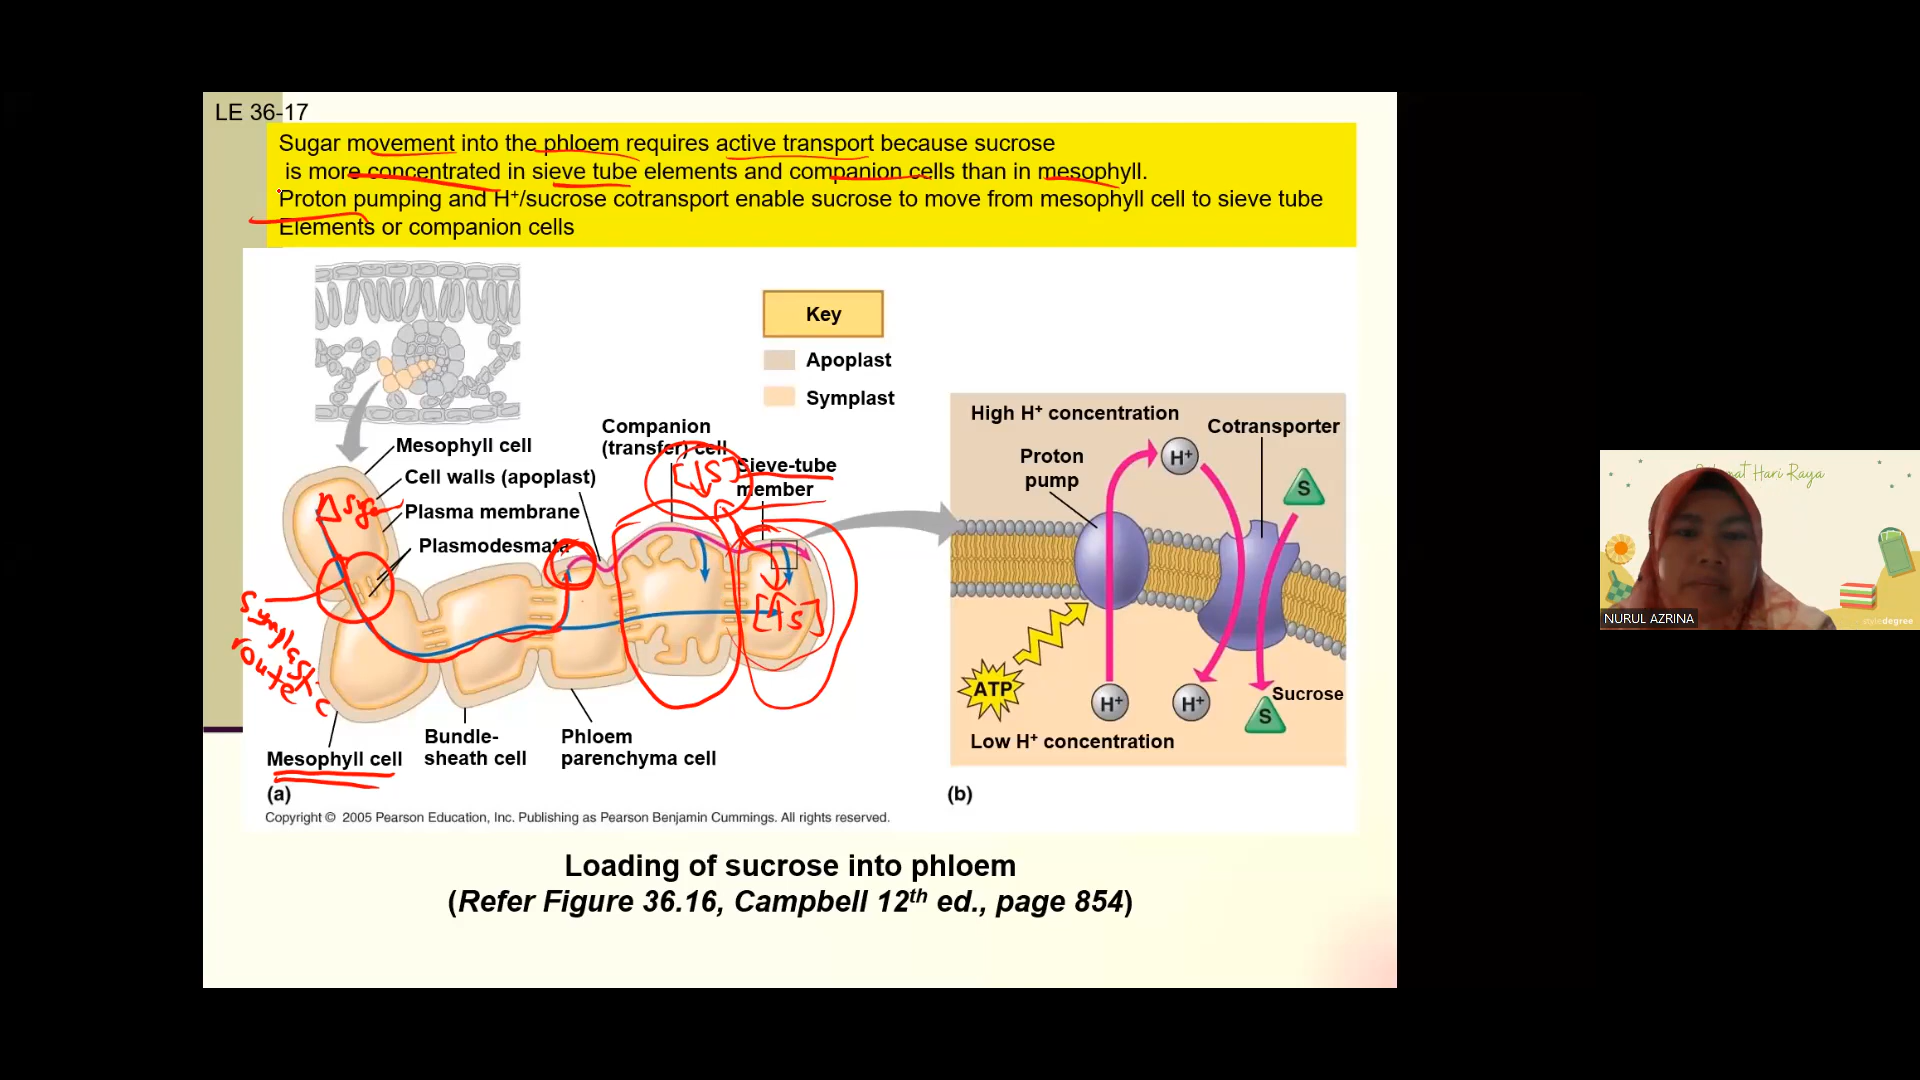 LE 36-17
Sugar movement into the phloem requires active transport because sucrose
is more concentrated in sieve tube elements and companion cells than in mesophyll.
Proton pumping and H⁺/sucrose cotransport enable sucrose to move from mesophyll cell to sieve tube
Elements or companion cells
Key
Apoplast
Symplast
Companion
(transfer) cell
Mesophyll cell
Cell walls (apoplast)
Sieve-tube
member
Plasma membrane
Plasmodesmata
[↓S]
[↑S]
symplastic
route
Mesophyll cell
Bundle-
sheath cell
Phloem
parenchyma cell
(a)
High H⁺ concentration
Cotransporter
Proton
pump
H⁺
S
ATP
H⁺
H⁺
Sucrose
S
Low H⁺ concentration
(b)
Copyright © 2005 Pearson Education, Inc. Publishing as Pearson Benjamin Cummings. All rights reserved.
Loading of sucrose into phloem
(Refer Figure 36.16, Campbell 12th ed., page 854)
Hari Raya
NURUL AZRINA
styledegree